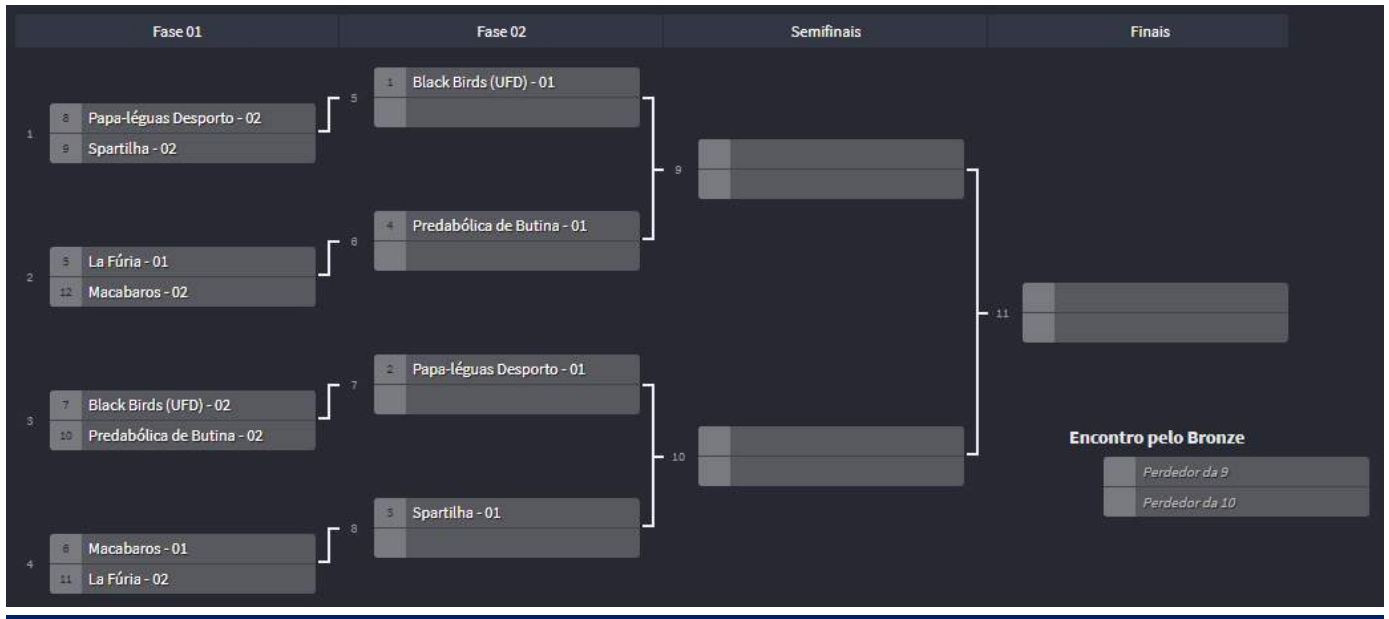 Fase 01
Fase 02
Semifinais
Finais
1
8 Papa-léguas Desporto - 02
9 Spartilha - 02
2
5 La Fúria - 01
12 Macabaros - 02
3
7 Black Birds (UFD) - 02
10 Predabólica de Butina - 02
4
6 Macabaros - 01
11 La Fúria - 02
5
1 Black Birds (UFD) - 01
6
4 Predabólica de Butina - 01
7
2 Papa-léguas Desporto - 01
8
3 Spartilha - 01
9
10
11
Encontro pelo Bronze
Perdedor da 9
Perdedor da 10